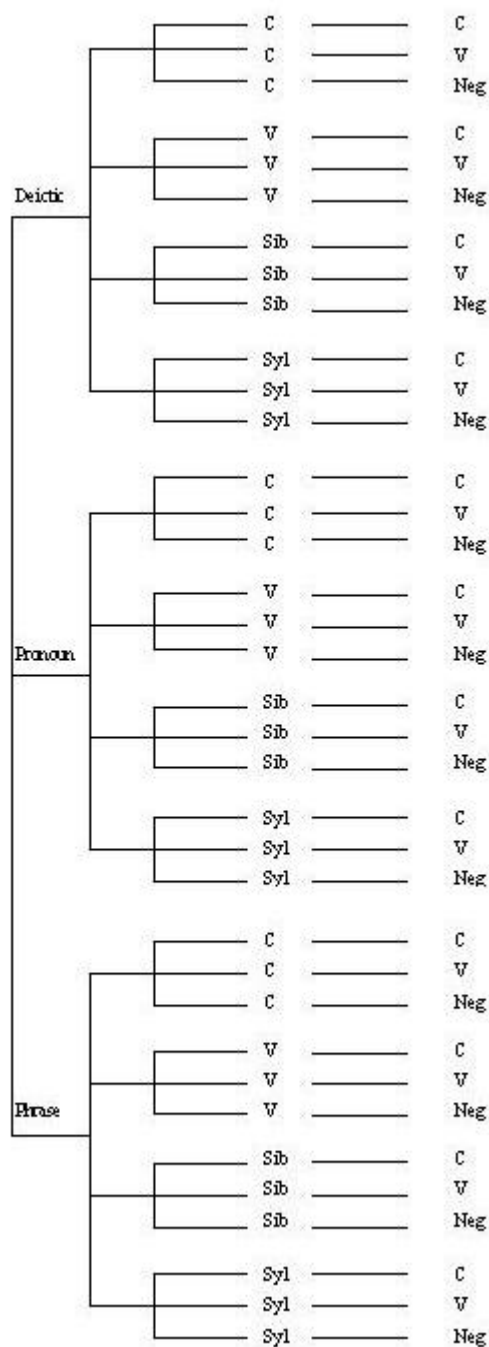 C C
C V
C Neg
V C
V V
Deictic V Neg
Sib C
Sib V
Sib Neg
Syl C
Syl V
Syl Neg
C C
C V
C Neg
V C
V V
Pronoun V Neg
Sib C
Sib V
Sib Neg
Syl C
Syl V
Syl Neg
C C
C V
C Neg
V C
V V
Phrase V Neg
Sib C
Sib V
Sib Neg
Syl C
Syl V
Syl Neg